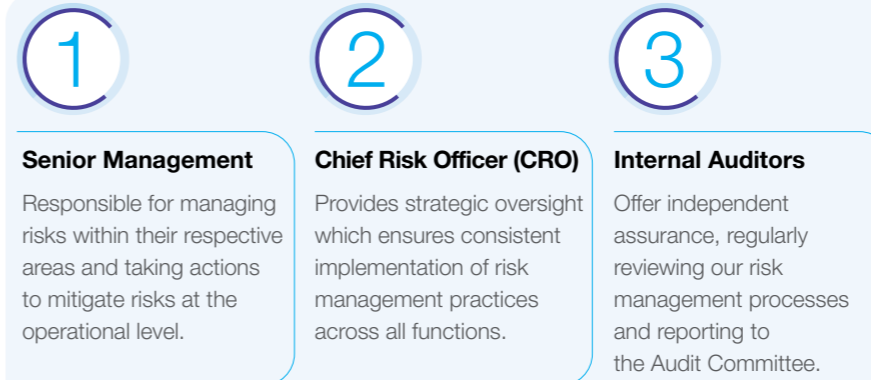 1
Senior Management
Responsible for managing
risks within their respective
areas and taking actions
to mitigate risks at the
operational level.
2
Chief Risk Officer (CRO)
Provides strategic oversight
which ensures consistent
implementation of risk
management practices
across all functions.
3
Internal Auditors
Offer independent
assurance, regularly
reviewing our risk
management processes
and reporting to
the Audit Committee.